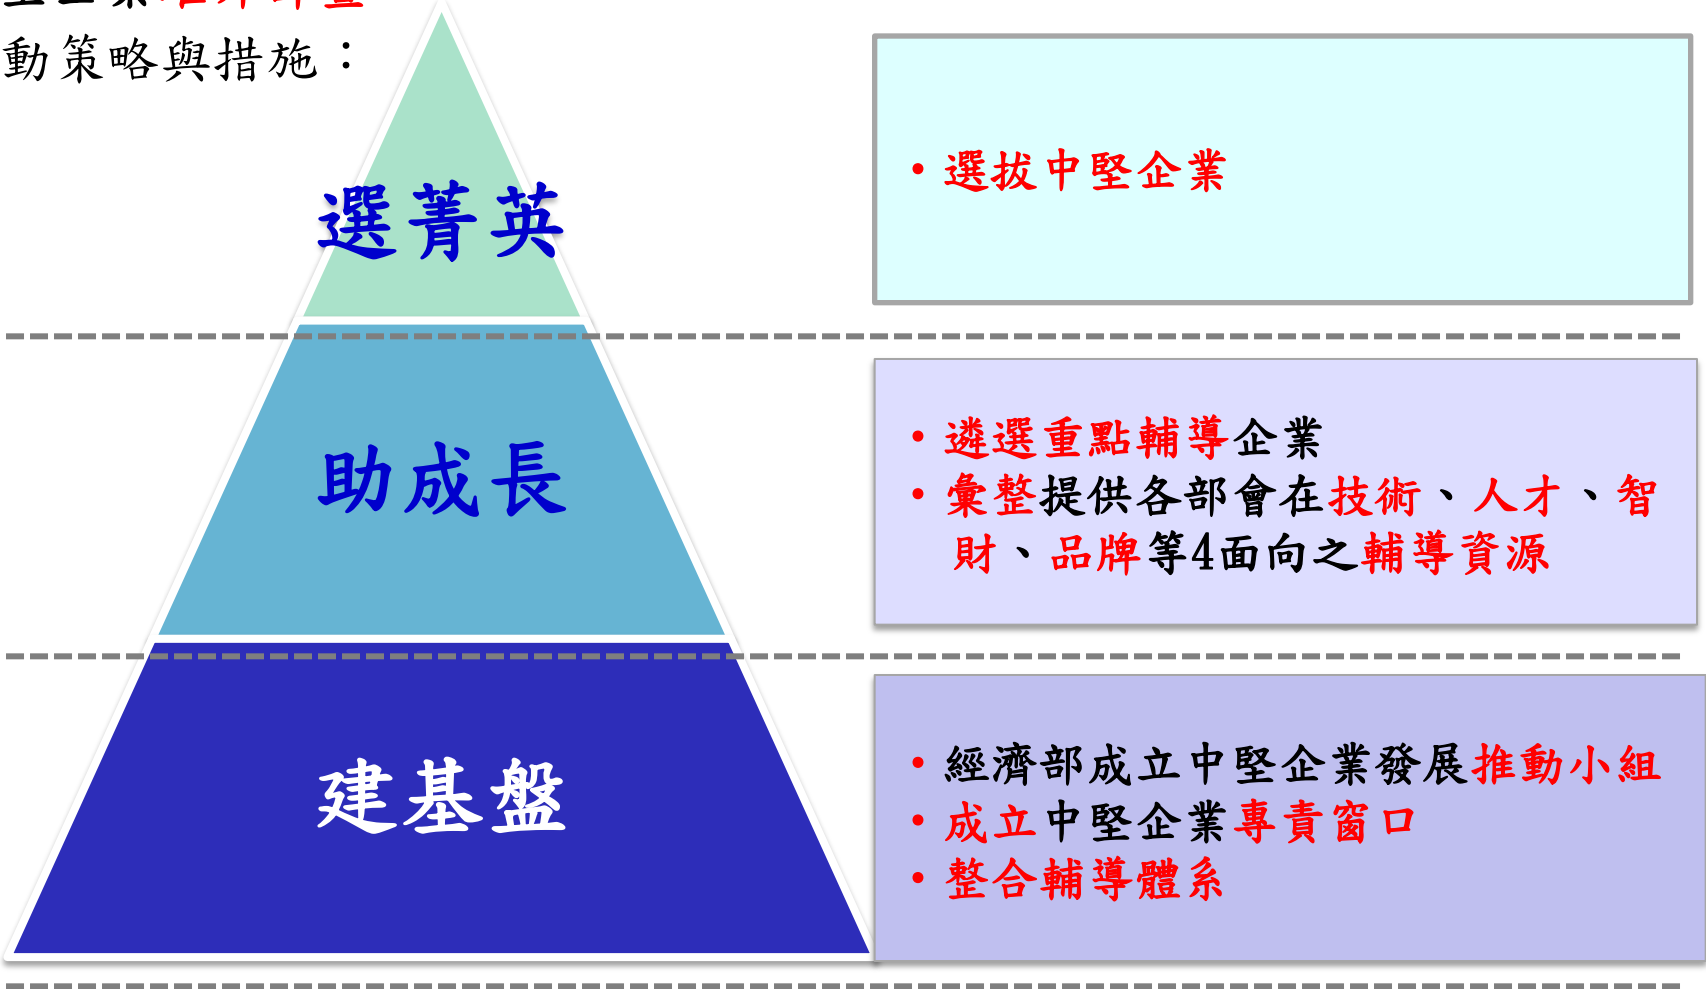 動策略與措施：
選菁英
• 選拔中堅企業
助成長
• 遴選重點輔導企業
• 彙整提供各部會在技術、人才、智
財、品牌等4面向之輔導資源
建基盤
• 經濟部成立中堅企業發展推動小組
• 成立中堅企業專責窗口
• 整合輔導體系